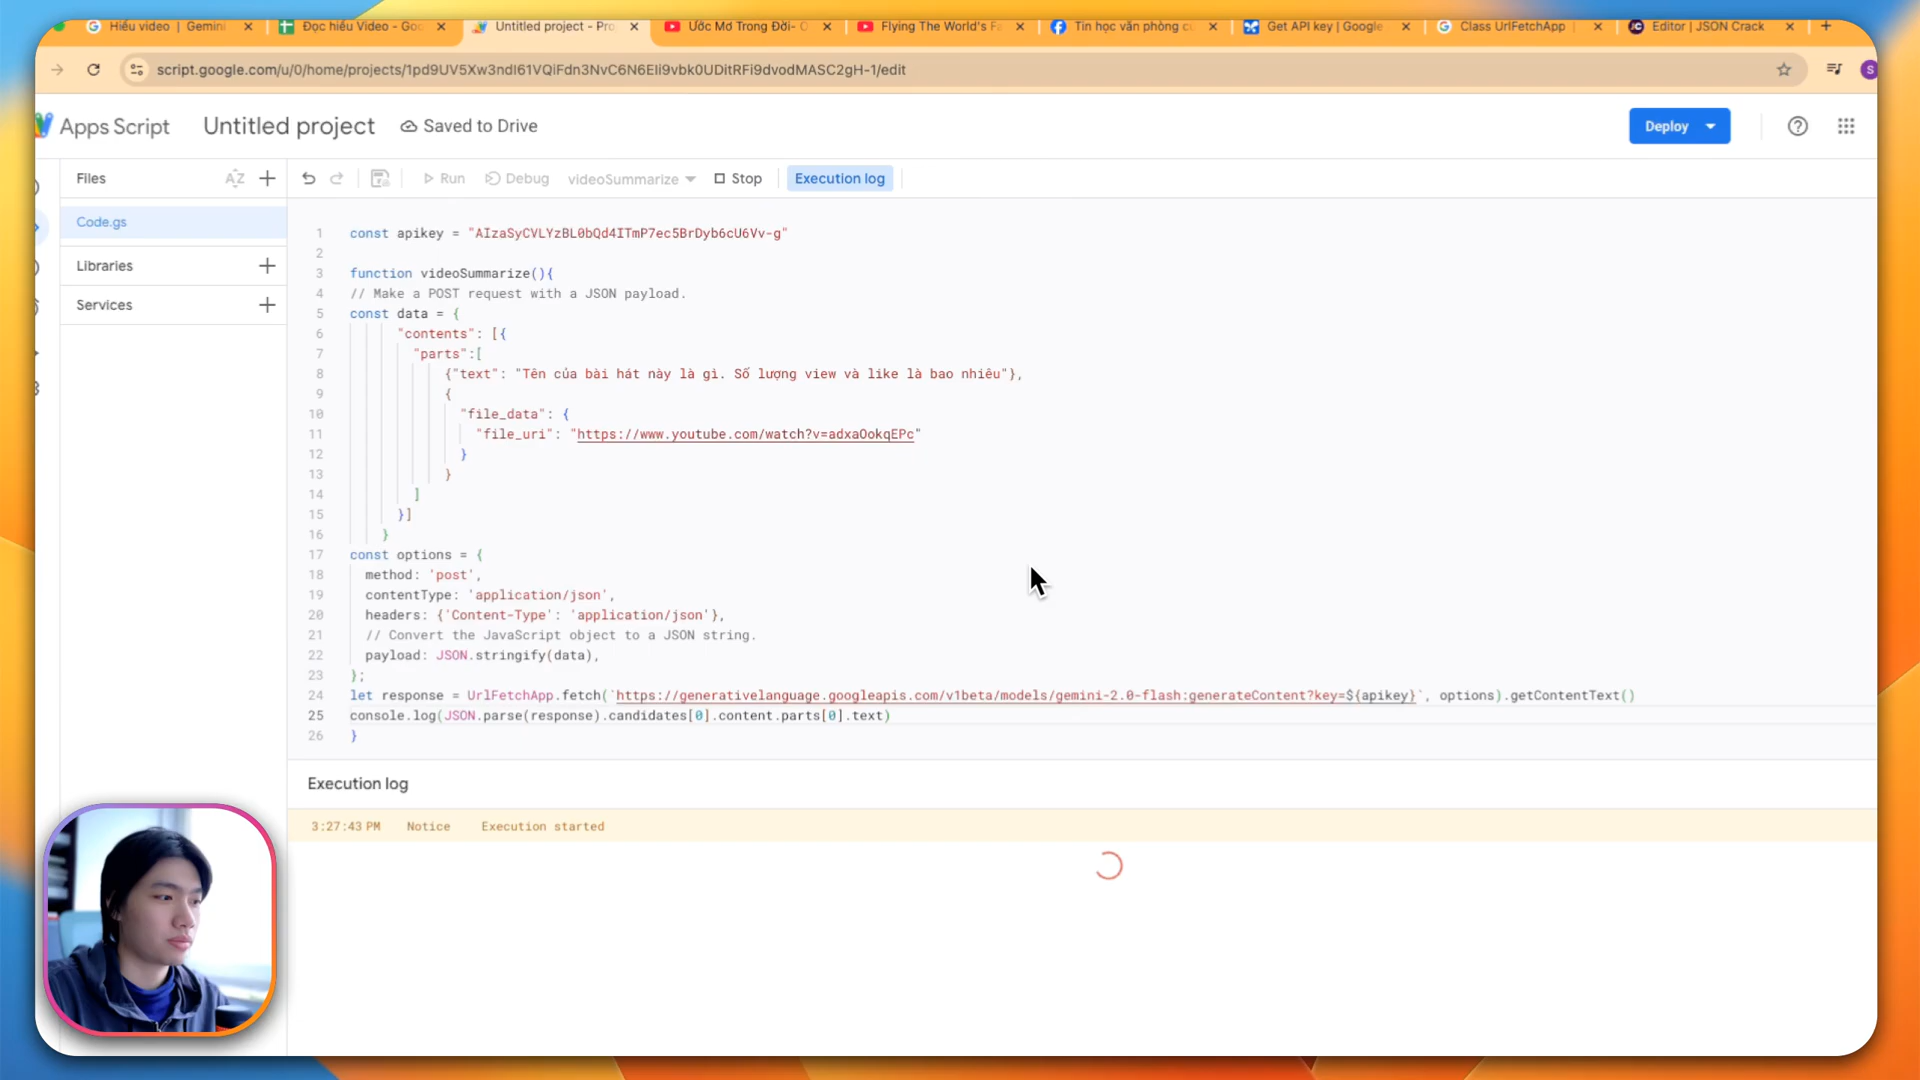 Hiểu video | Gemini
Đọc hiểu Video - Goo
Untitled project - Pro
Ước Mơ Trong Đời- O
Flying The World's Fa
Tin học văn phòng c
Get API key | Google
Class UrlFetchApp
Editor | JSON Crack
script.google.com/u/0/home/projects/1pd9UV5Xw3ndI61VQiFdn3NvC6N6Eli9vbk0UDitRFi9dvodMASC2gH-1/edit
Apps Script
Untitled project
Saved to Drive
Deploy
Files
AZ
Run
Debug
videoSummarize
Stop
Execution log
Code.gs
Libraries
Services
1 const apikey = "AIzaSyCVLYzBL0bQd4ITmP7ec5BrDyb6cU6Vv-g"
2
3 function videoSummarize(){
4 // Make a POST request with a JSON payload.
5 const data = {
6 "contents": [{
7 "parts":[
8 {"text": "Tên của bài hát này là gì. Số lượng view và like là bao nhiêu"},
9 {
10 "file_data": {
11 "file_uri": "https://www.youtube.com/watch?v=adxaOokqEPc"
12 }
13 }
14 ]
15 }]
16 }
17 const options = {
18 method: 'post',
19 contentType: 'application/json',
20 headers: {'Content-Type': 'application/json'},
21 // Convert the JavaScript object to a JSON string.
22 payload: JSON.stringify(data),
23 };
24 let response = UrlFetchApp.fetch(`https://generativelanguage.googleapis.com/v1beta/models/gemini-2.0-flash:generateContent?key=${apikey}`, options).getContentText()
25 console.log(JSON.parse(response).candidates[0].content.parts[0].text)
26 }
Execution log
3:27:43 PM Notice Execution started